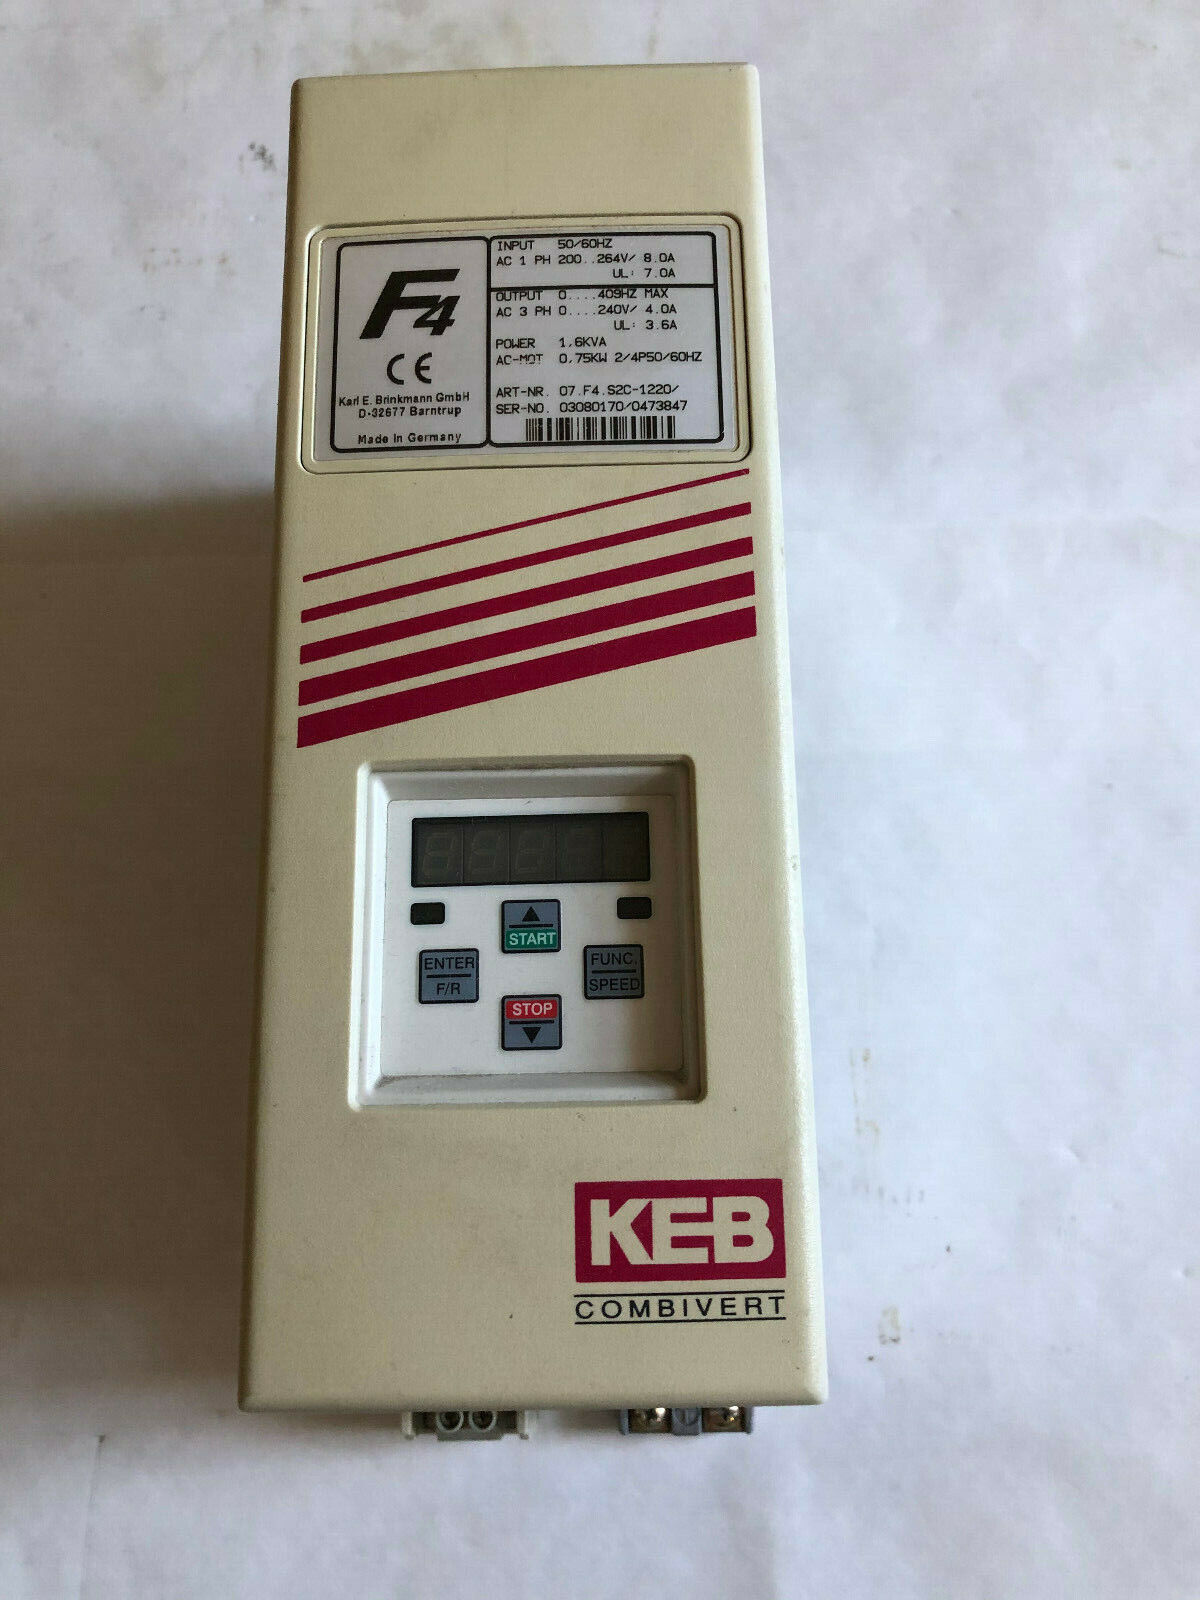 F4
CE
Karl E. Brinkmann GmbH
D-32677 Barntrup
Made in Germany
INPUT 50/60HZ
AC 1 PH 200..264V/ 8.0A
UL: 7.0A
OUTPUT 0....409HZ MAX
AC 3 PH 0....240V/ 4.0A
UL: 3.6A
POWER 1,6KVA
AC-MOT 0,75KW 2/4P50/60HZ
ART-NR. 07.F4.S2C-1220/
SER-NO. 03080170/0473847
START
ENTER
F/R
FUNC.
SPEED
STOP
KEB
COMBIVERT